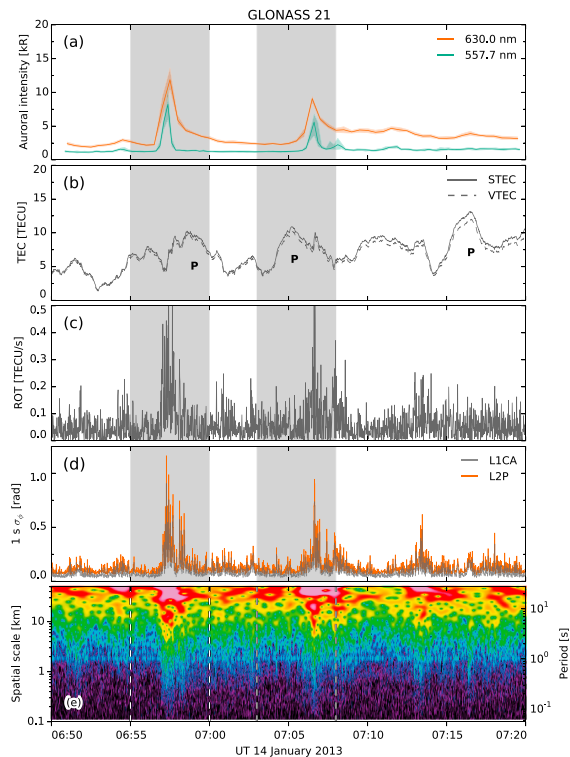 GLONASS 21
(a)
630.0 nm
557.7 nm
Auroral intensity [kR]
25
20
15
10
5
0
(b)
STEC
VTEC
TEC [TECU]
15
10
5
0
P
P
P
(c)
ROT [TECU/s]
0.5
0.4
0.3
0.2
0.1
0.0
(d)
L1CA
L2P
1 s σϕ [rad]
1.0
0.5
0.0
(e)
Spatial scale [km]
10
1
0.1
Period [s]
10¹
10⁰
10⁻¹
06:50 06:55 07:00 07:05 07:10 07:15 07:20
UT 14 January 2013